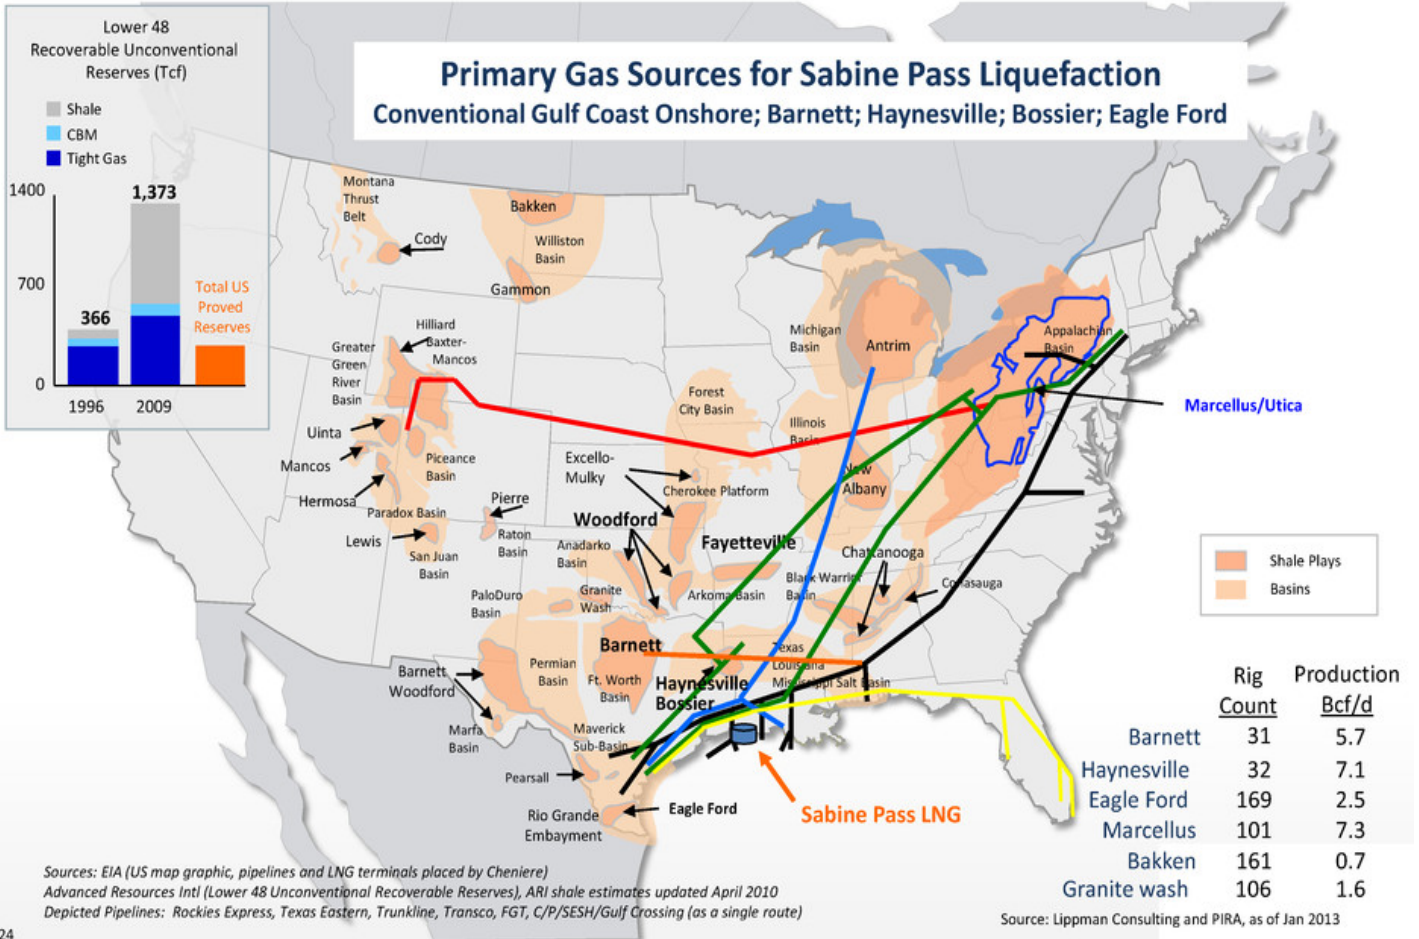 Lower 48
Recoverable Unconventional
Reserves (Tcf)
Shale
CBM
Tight Gas
1400
700
0
366
1,373
Total US
Proved
Reserves
1996
2009
Primary Gas Sources for Sabine Pass Liquefaction
Conventional Gulf Coast Onshore; Barnett; Haynesville; Bossier; Eagle Ford
Montana
Thrust
Belt
Cody
Bakken
Williston
Basin
Gammon
Hilliard
Baxter-
Mancos
Greater
Green
River
Basin
Uinta
Mancos
Hermosa
Piceance
Basin
Paradox Basin
Lewis
San Juan
Basin
Pierre
Raton
Basin
Michigan
Basin
Antrim
Forest
City Basin
Illinois
Basin
New
Albany
Appalachian
Basin
Marcellus/Utica
Excello-
Mulky
Cherokee Platform
Woodford
Anadarko
Basin
Fayetteville
Arkoma Basin
Granite
Wash
PaloDuro
Basin
Chattanooga
Black Warrior
Basin
Conasauga
Barnett
Ft. Worth
Basin
Permian
Basin
Barnett
Woodford
Marfa
Basin
Haynesville
Bossier
Texas
Louisiana
Mississippi Salt Basin
Maverick
Sub-Basin
Pearsall
Rio Grande
Embayment
Eagle Ford
Sabine Pass LNG
Shale Plays
Basins
Rig Production
Count Bcf/d
Barnett 31 5.7
Haynesville 32 7.1
Eagle Ford 169 2.5
Marcellus 101 7.3
Bakken 161 0.7
Granite wash 106 1.6
Source: Lippman Consulting and PIRA, as of Jan 2013
Sources: EIA (US map graphic, pipelines and LNG terminals placed by Cheniere)
Advanced Resources Intl (Lower 48 Unconventional Recoverable Reserves), ARI shale estimates updated April 2010
Depicted Pipelines: Rockies Express, Texas Eastern, Trunkline, Transco, FGT, C/P/SESH/Gulf Crossing (as a single route)
24